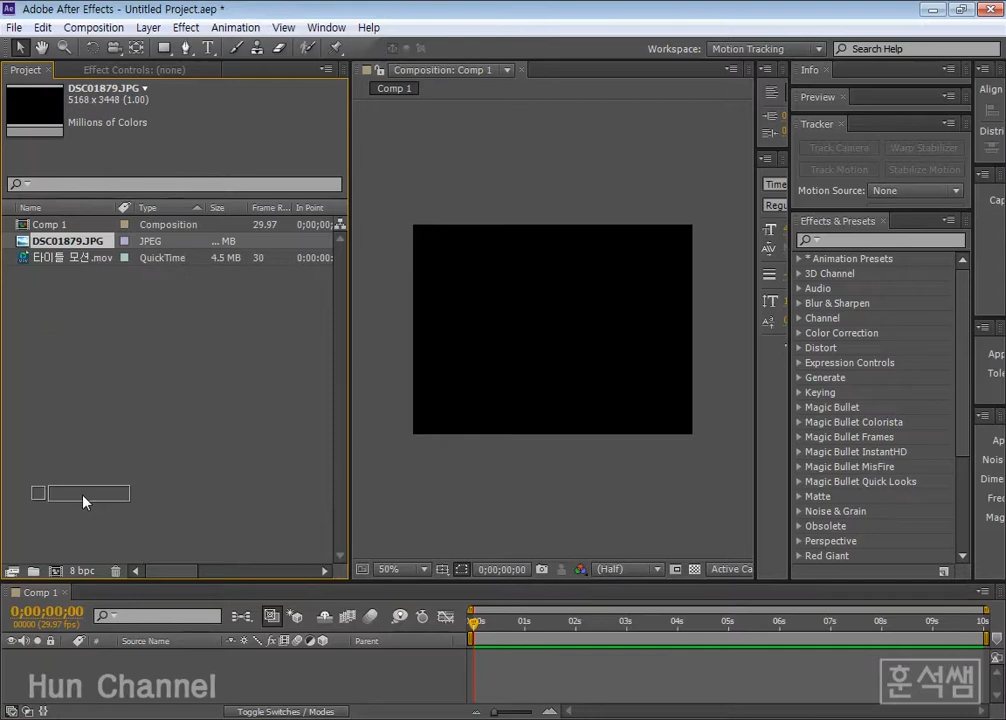 Adobe After Effects - Untitled Project.aep *
File Edit Composition Layer Effect Animation View Window Help
Workspace: Motion Tracking Search Help
Project Effect Controls: (none) Composition: Comp 1 Info Align
DSC01879.JPG
5168 x 3448 (1.00)
Comp 1
Preview
Millions of Colors
Tracker Distri
Track Camera Warp Stabilizer
Track Motion Stabilize Motion
Time
Motion Source: None
Name Type Size Frame R... In Point
Regu
Cap
Comp 1 Composition 29.97 0;00;00;
Effects & Presets
DSC01879.JPG JPEG ... MB
타이틀 모션.mov QuickTime 4.5 MB 30 0:00:00:
* Animation Presets
3D Channel
Audio
Blur & Sharpen
Channel
Color Correction
Distort
Expression Controls
Generate
Keying
Magic Bullet
Magic Bullet Colorista
Magic Bullet Frames
Magic Bullet InstantHD
Magic Bullet MisFire
Magic Bullet Quick Looks
Matte
Noise & Grain
Obsolete
Perspective
Red Giant
App
Tole
Ap
Nois
Dime
Fre
Mag
8 bpc 50% 0;00;00;00 (Half) Active Ca
Comp 1
0;00;00;00
00000 (29.97 fps)
01s 02s 03s 04s 05s 06s 07s 08s 09s 10s
# Source Name Parent
Hun Channel
훈석쌤
Toggle Switches / Modes